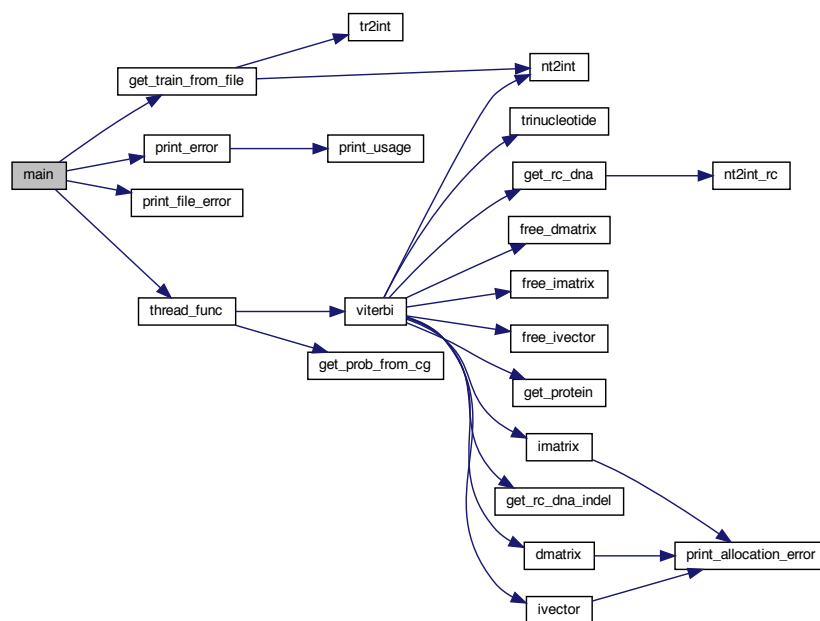 tr2int
get_train_from_file
nt2int
trinucleotide
print_error
print_usage
main
get_rc_dna
nt2int_rc
print_file_error
free_dmatrix
free_imatrix
thread_func
viterbi
free_ivector
get_prob_from_cg
get_protein
imatrix
get_rc_dna_indel
dmatrix
print_allocation_error
ivector